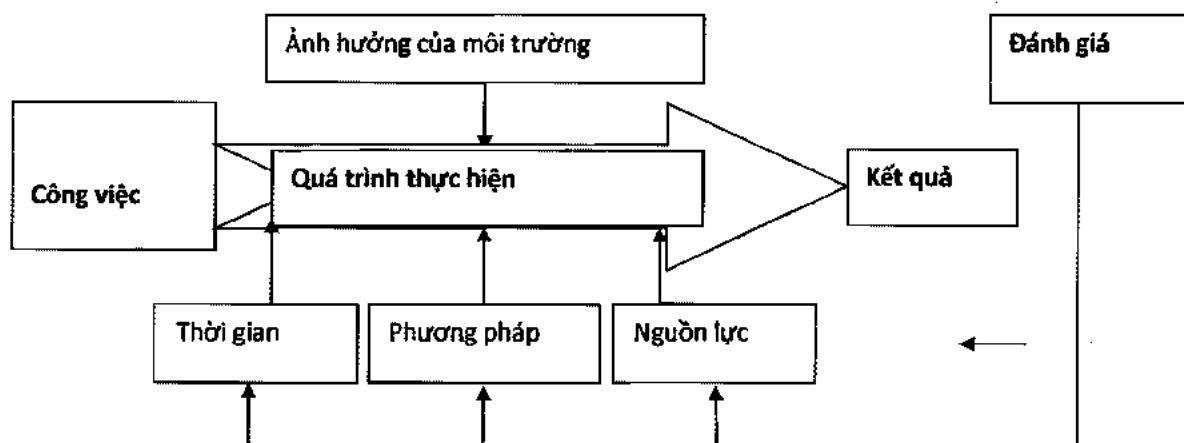 Ảnh hưởng của môi trường
Đánh giá
Công việc
Quá trình thực hiện
Kết quả
Thời gian
Phương pháp
Nguồn lực